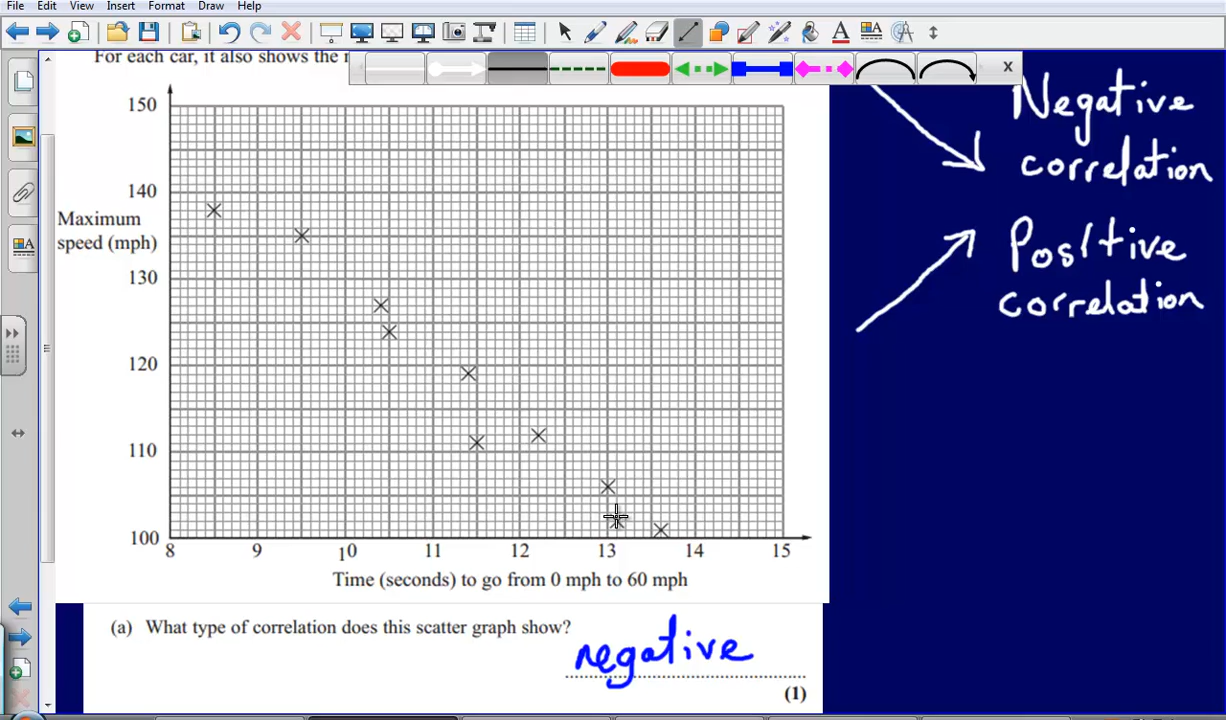 File Edit View Insert Format Draw Help
For each car, it also shows the
x
150
140
Maximum
speed (mph)
130
120
110
100
8 9 10 11 12 13 14 15
Time (seconds) to go from 0 mph to 60 mph
(a) What type of correlation does this scatter graph show?
negative
(1)
Negative
correlation
Positive
correlation